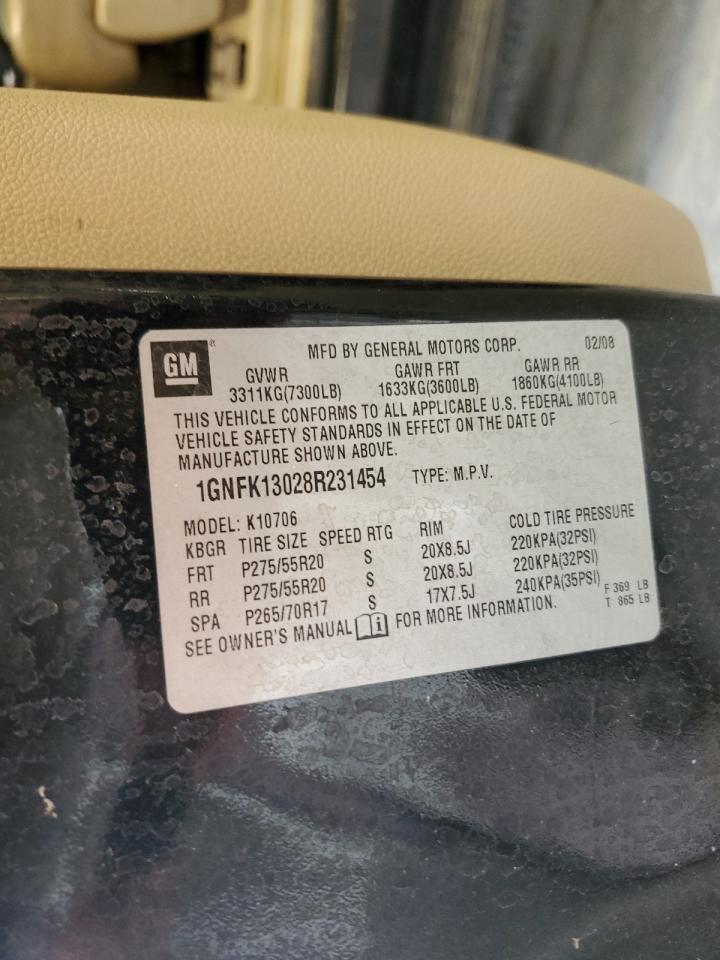 GM
MFD BY GENERAL MOTORS CORP. 02/08
GVWR GAWR FRT GAWR RR
3311KG(7300LB) 1633KG(3600LB) 1860KG(4100LB)
THIS VEHICLE CONFORMS TO ALL APPLICABLE U.S. FEDERAL MOTOR
VEHICLE SAFETY STANDARDS IN EFFECT ON THE DATE OF
MANUFACTURE SHOWN ABOVE.
1GNFK13028R231454 TYPE: M.P.V.
MODEL: K10706
KBGR TIRE SIZE SPEED RTG RIM COLD TIRE PRESSURE
FRT P275/55R20 S 20X8.5J 220KPA(32PSI)
RR P275/55R20 S 20X8.5J 220KPA(32PSI)
SPA P265/70R17 S 17X7.5J 240KPA(35PSI) F 369 LB
SEE OWNER'S MANUAL i FOR MORE INFORMATION. T 865 LB